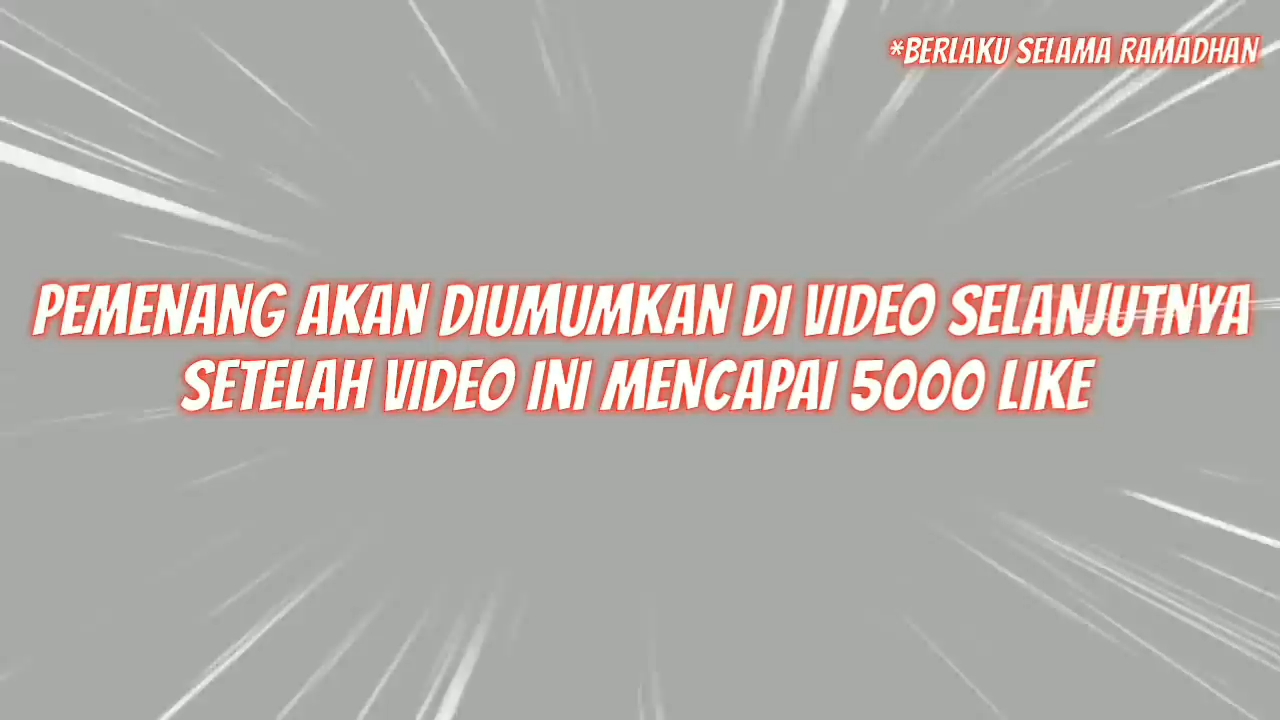 *BERLAKU SELAMA RAMADHAN
PEMENANG AKAN DIUMUMKAN DI VIDEO SELANJUTNYA
SETELAH VIDEO INI MENCAPAI 5000 LIKE